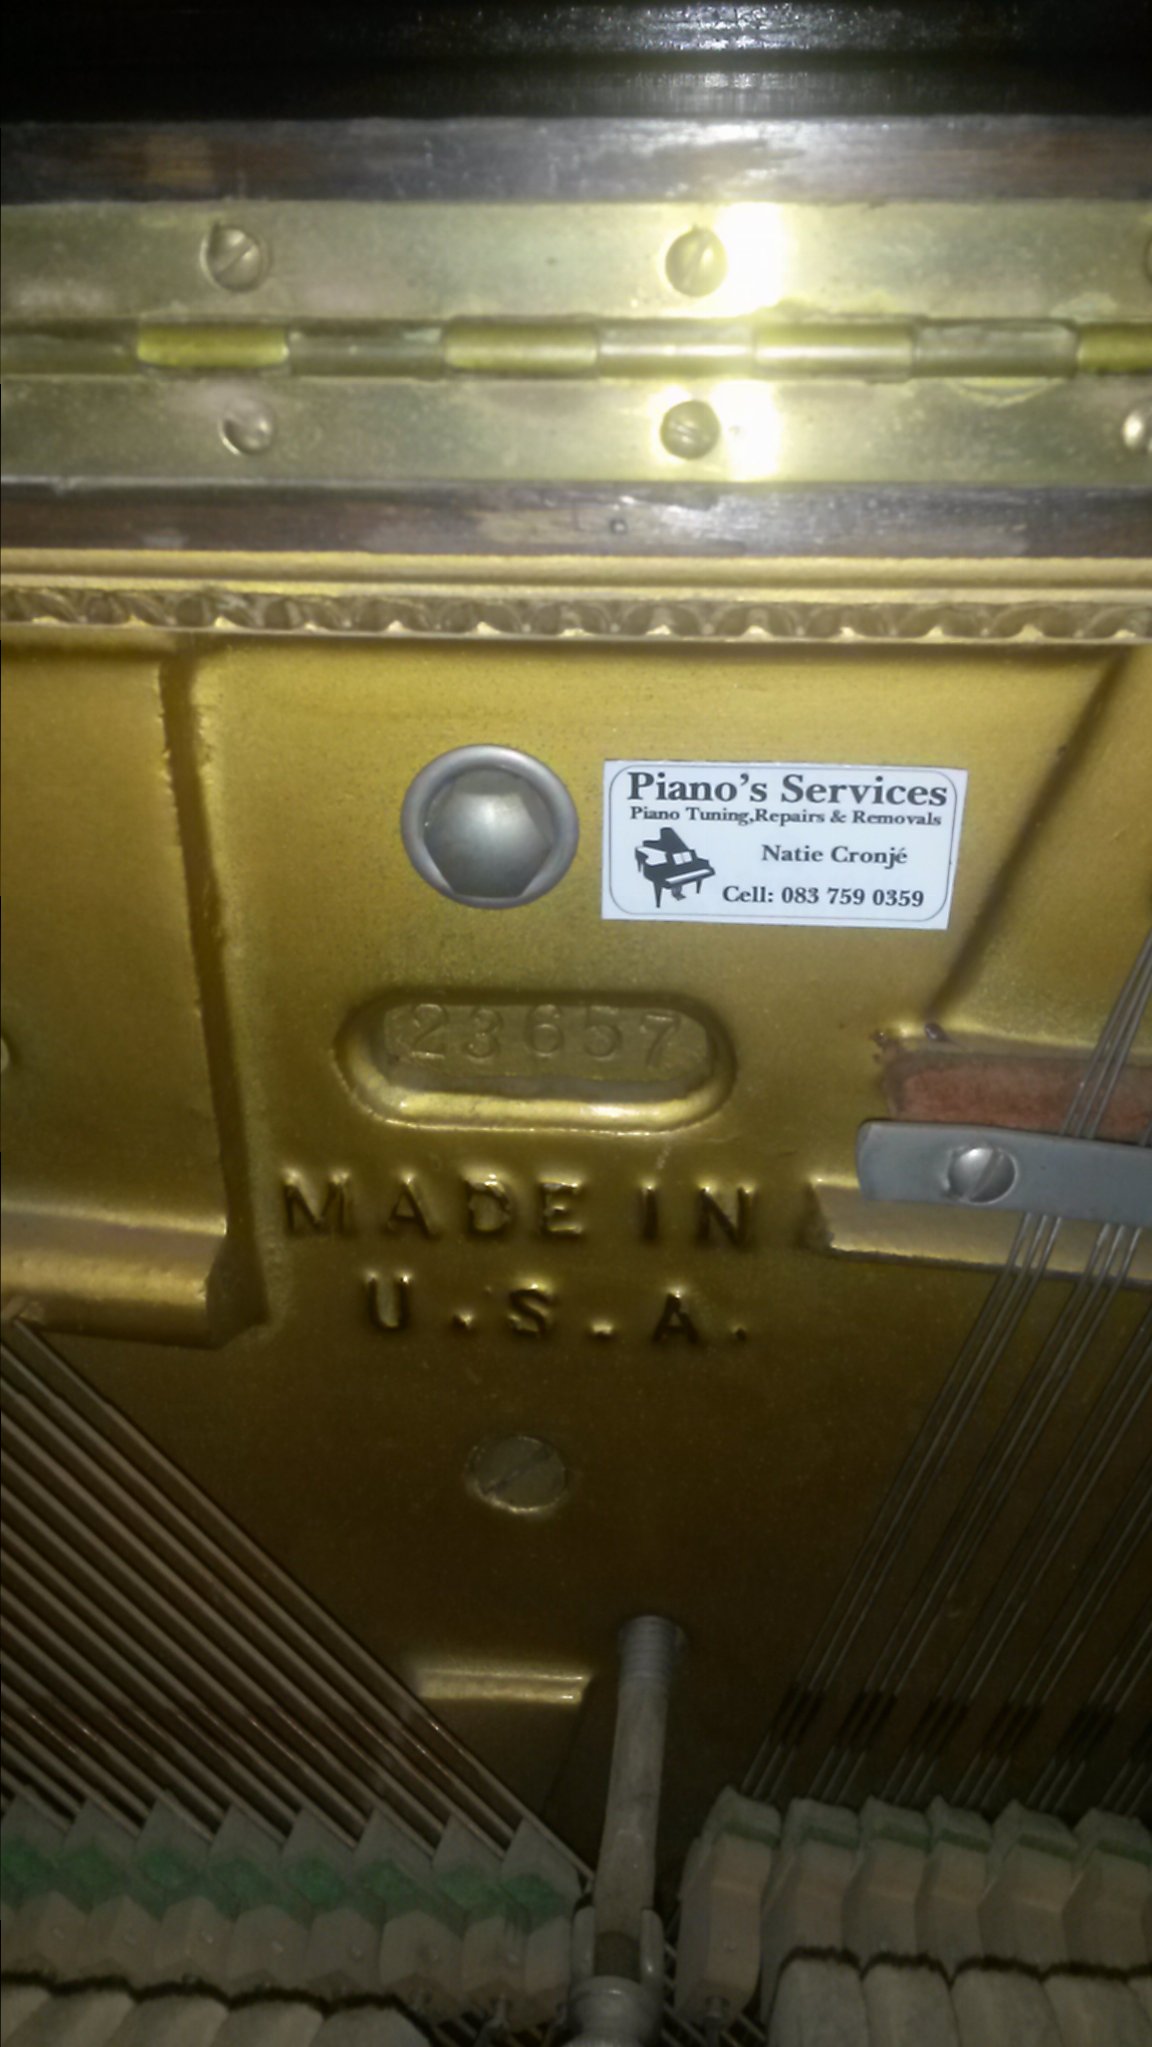 Piano's Services
Piano Tuning,Repairs & Removals
Natie Cronjé
Cell: 083 759 0359
23657
MADE IN
U.S.A.